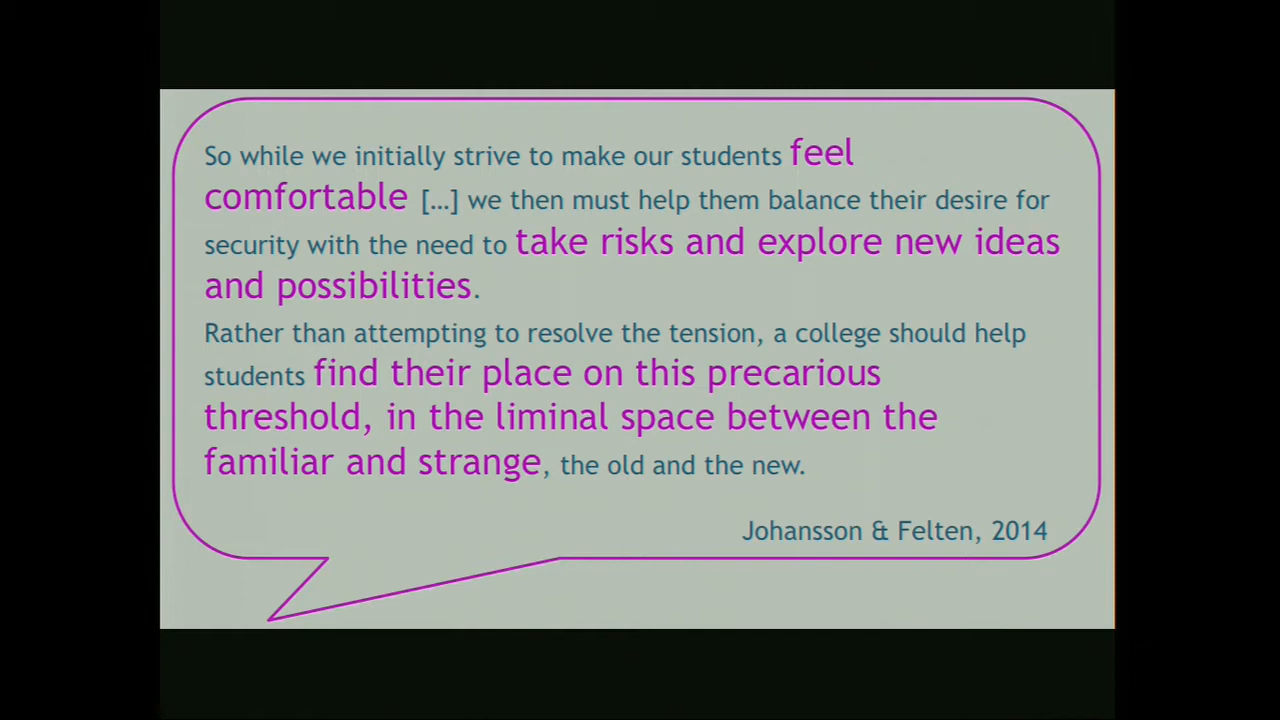 So while we initially strive to make our students feel
comfortable […] we then must help them balance their desire for
security with the need to take risks and explore new ideas
and possibilities.
Rather than attempting to resolve the tension, a college should help
students find their place on this precarious
threshold, in the liminal space between the
familiar and strange, the old and the new.
Johansson & Felten, 2014